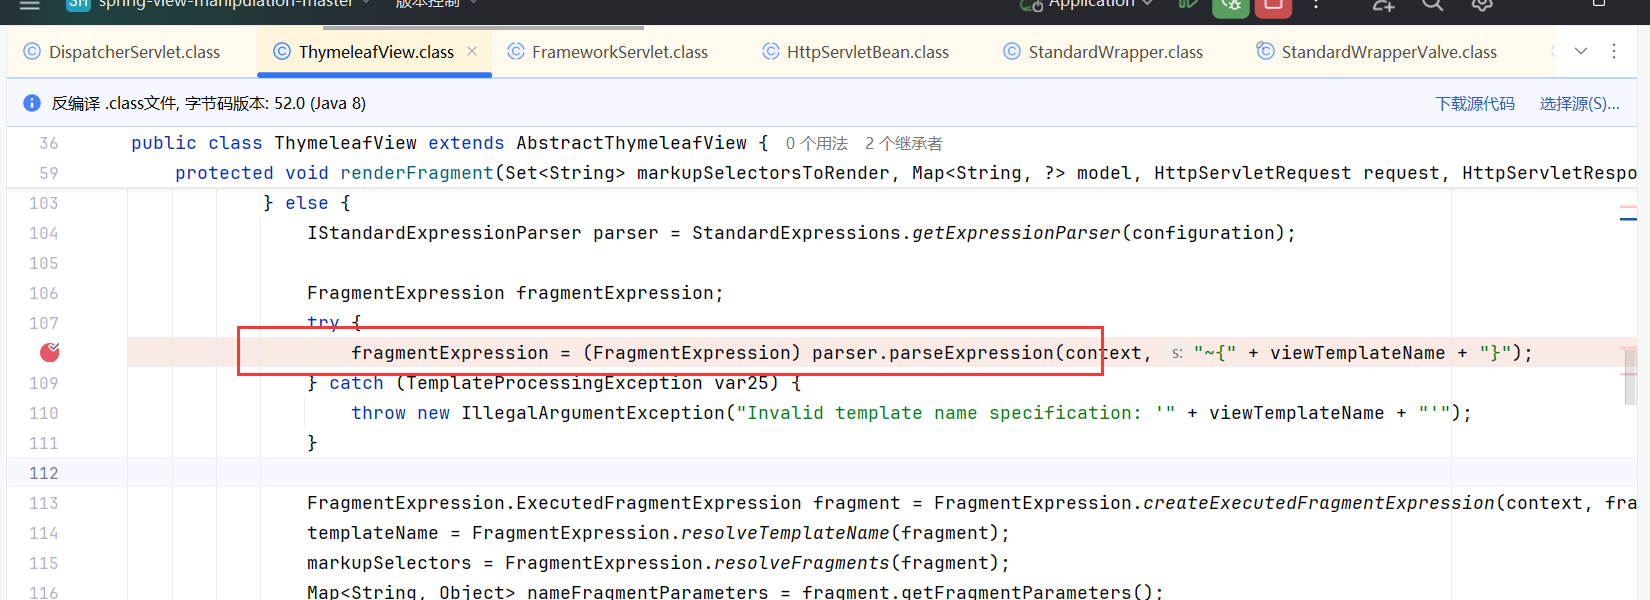 SH spring-view-manipulation-master 版本控制 Application
DispatcherServlet.class ThymeleafView.class FrameworkServlet.class HttpServletBean.class StandardWrapper.class StandardWrapperValve.class
反编译 .class文件, 字节码版本: 52.0 (Java 8) 下载源代码 选择源(S)...
36 public class ThymeleafView extends AbstractThymeleafView { 0 个用法 2 个继承者
59 protected void renderFragment(Set<String> markupSelectorsToRender, Map<String, ?> model, HttpServletRequest request, HttpServletRespo
103 } else {
104 IStandardExpressionParser parser = StandardExpressions.getExpressionParser(configuration);
105
106 FragmentExpression fragmentExpression;
107 try {
fragmentExpression = (FragmentExpression) parser.parseExpression(context, s: "~{" + viewTemplateName + "}");
109 } catch (TemplateProcessingException var25) {
110 throw new IllegalArgumentException("Invalid template name specification: '" + viewTemplateName + "'");
111 }
112
113 FragmentExpression.ExecutedFragmentExpression fragment = FragmentExpression.createExecutedFragmentExpression(context, fra
114 templateName = FragmentExpression.resolveTemplateName(fragment);
115 markupSelectors = FragmentExpression.resolveFragments(fragment);
116 Map<String, Object> nameFragmentParameters = fragment.getFragmentParameters();